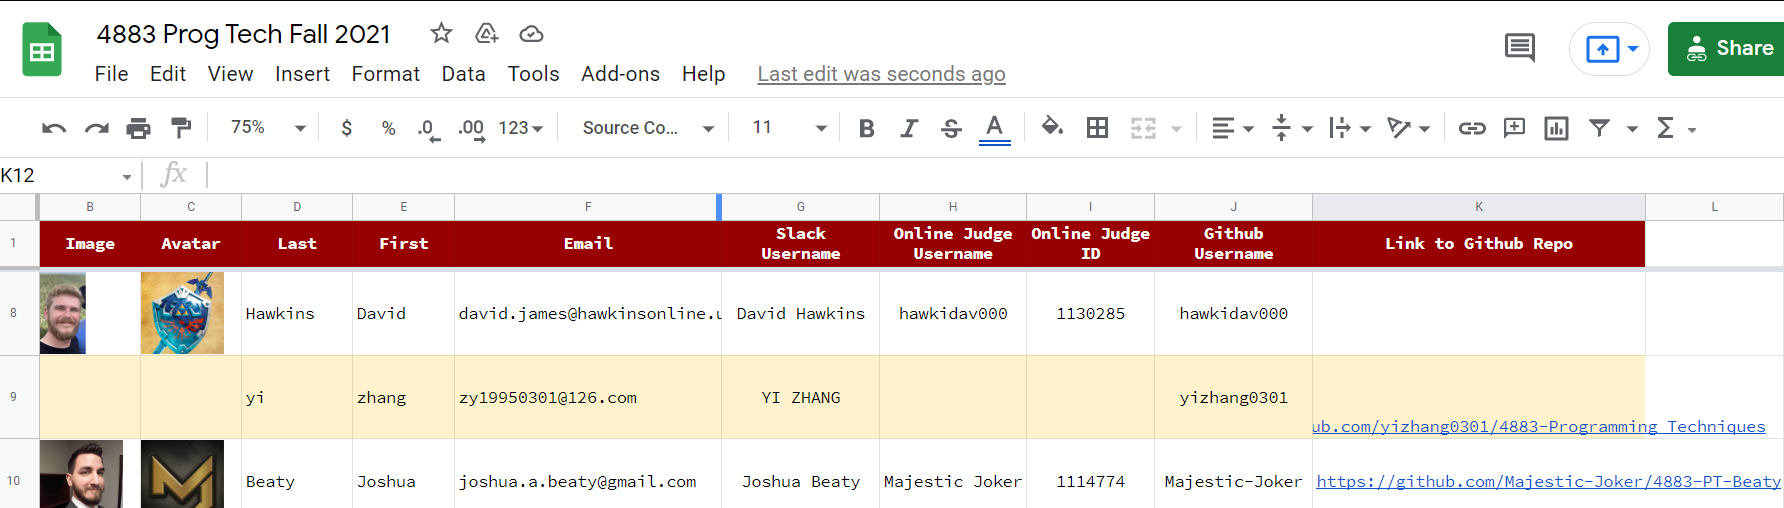 4883 Prog Tech Fall 2021
File Edit View Insert Format Data Tools Add-ons Help Last edit was seconds ago
Share
75% $ % .0 .00 123 Source Co... 11 B I S A Σ
K12 fx
B C D E F G H I J K L
1 Image Avatar Last First Email Slack Username Online Judge Username Online Judge ID Github Username Link to Github Repo
8 Hawkins David david.james@hawkinsonline.u David Hawkins hawkidav000 1130285 hawkidav000
9 yi zhang zy19950301@126.com YI ZHANG yizhang0301 ub.com/yizhang0301/4883-Programming_Techniques
10 Beaty Joshua joshua.a.beaty@gmail.com Joshua Beaty Majestic Joker 1114774 Majestic-Joker https://github.com/Majestic-Joker/4883-PT-Beaty